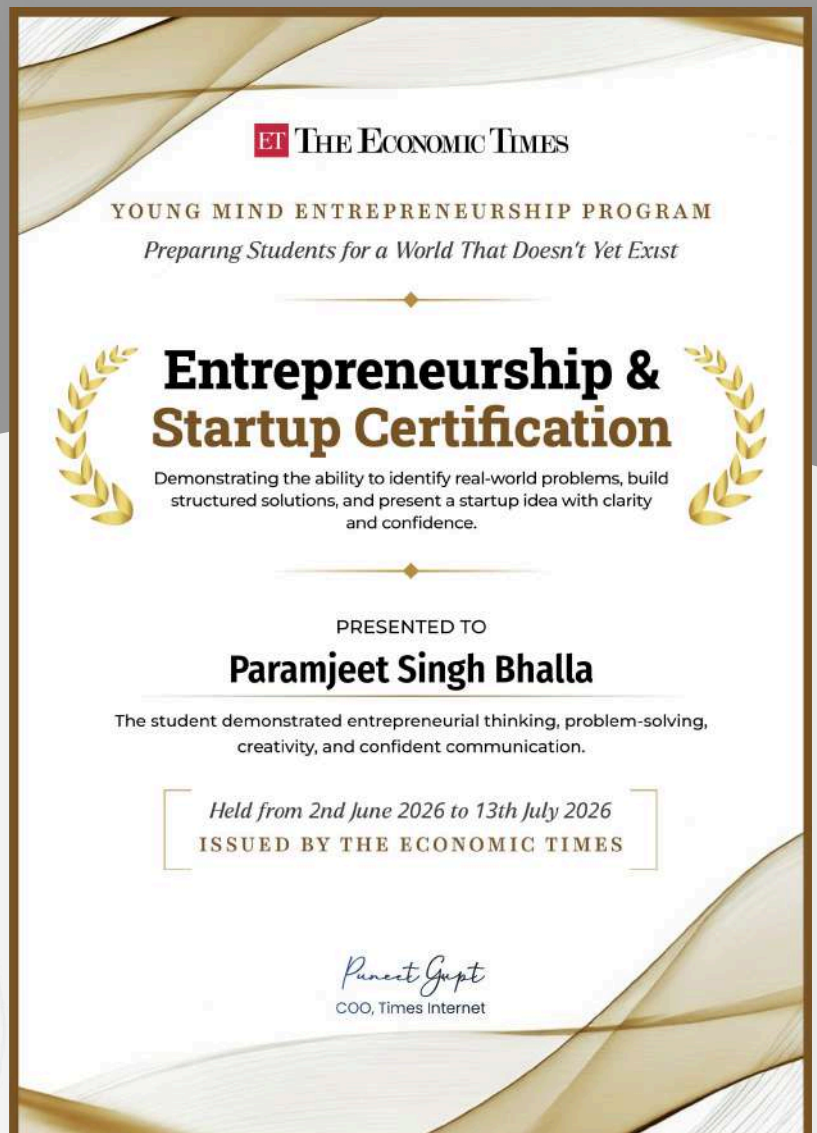 ET THE ECONOMIC TIMES
YOUNG MIND ENTREPRENEURSHIP PROGRAM
Preparing Students for a World That Doesn't Yet Exist
Entrepreneurship &
Startup Certification
Demonstrating the ability to identify real-world problems, build
structured solutions, and present a startup idea with clarity
and confidence.
PRESENTED TO
Paramjeet Singh Bhalla
The student demonstrated entrepreneurial thinking, problem-solving,
creativity, and confident communication.
Held from 2nd June 2026 to 13th July 2026
ISSUED BY THE ECONOMIC TIMES
Puneet Gupt
COO, Times Internet